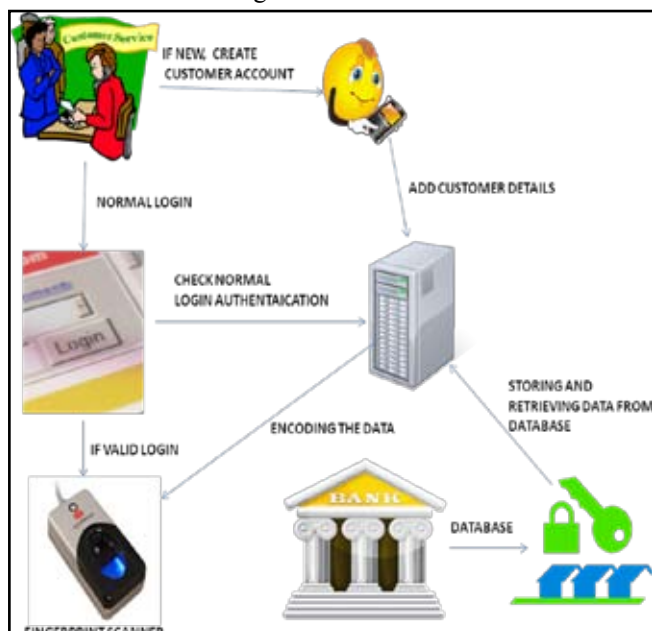 Customer Service
IF NEW, CREATE
CUSTOMER ACCOUNT
NORMAL LOGIN
ADD CUSTOMER DETAILS
CHECK NORMAL
LOGIN AUTHENTAICATION
Login
STORING AND
RETRIEVING DATA FROM
DATABASE
IF VALID LOGIN
ENCODING THE DATA
BANK
DATABASE
FINGERPRINT SCANNER